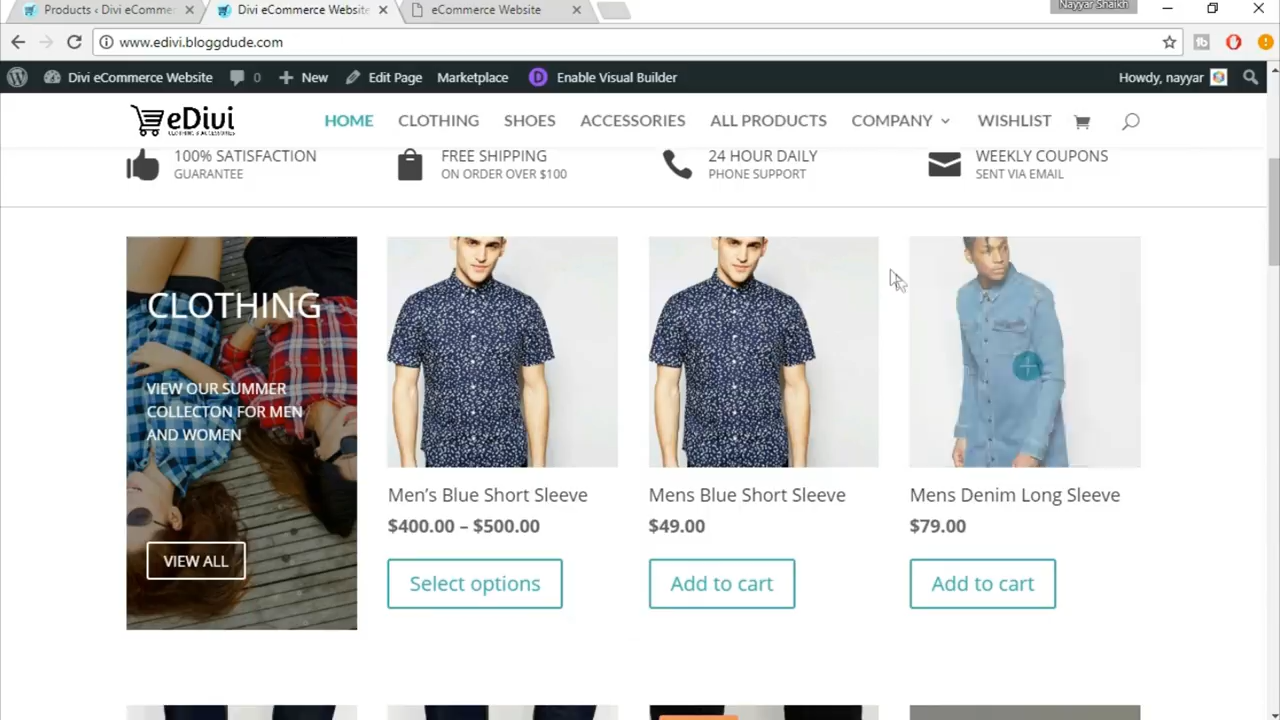 Products ‹ Divi eComme
Divi eCommerce Website
eCommerce Website
Nayyar Shaikh
www.edivi.bloggdude.com
Divi eCommerce Website
0
New
Edit Page
Marketplace
D
Enable Visual Builder
Howdy, nayyar
eDivi
CLOTHING & ACCESSORIES
HOME
CLOTHING
SHOES
ACCESSORIES
ALL PRODUCTS
COMPANY
WISHLIST
100% SATISFACTION
GUARANTEE
FREE SHIPPING
ON ORDER OVER $100
24 HOUR DAILY
PHONE SUPPORT
WEEKLY COUPONS
SENT VIA EMAIL
CLOTHING
VIEW OUR SUMMER
COLLECTON FOR MEN
AND WOMEN
VIEW ALL
Men’s Blue Short Sleeve
$400.00 – $500.00
Select options
Mens Blue Short Sleeve
$49.00
Add to cart
Mens Denim Long Sleeve
$79.00
Add to cart